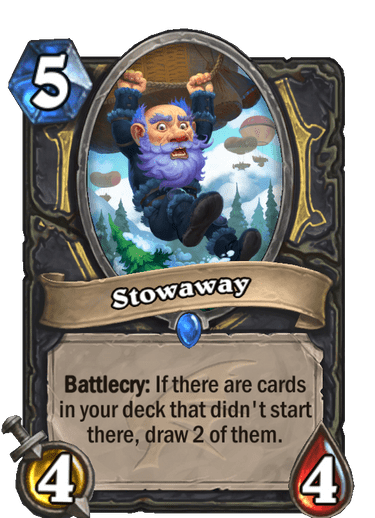 5
Stowaway
Battlecry: If there are cards
in your deck that didn't start
there, draw 2 of them.
4
4